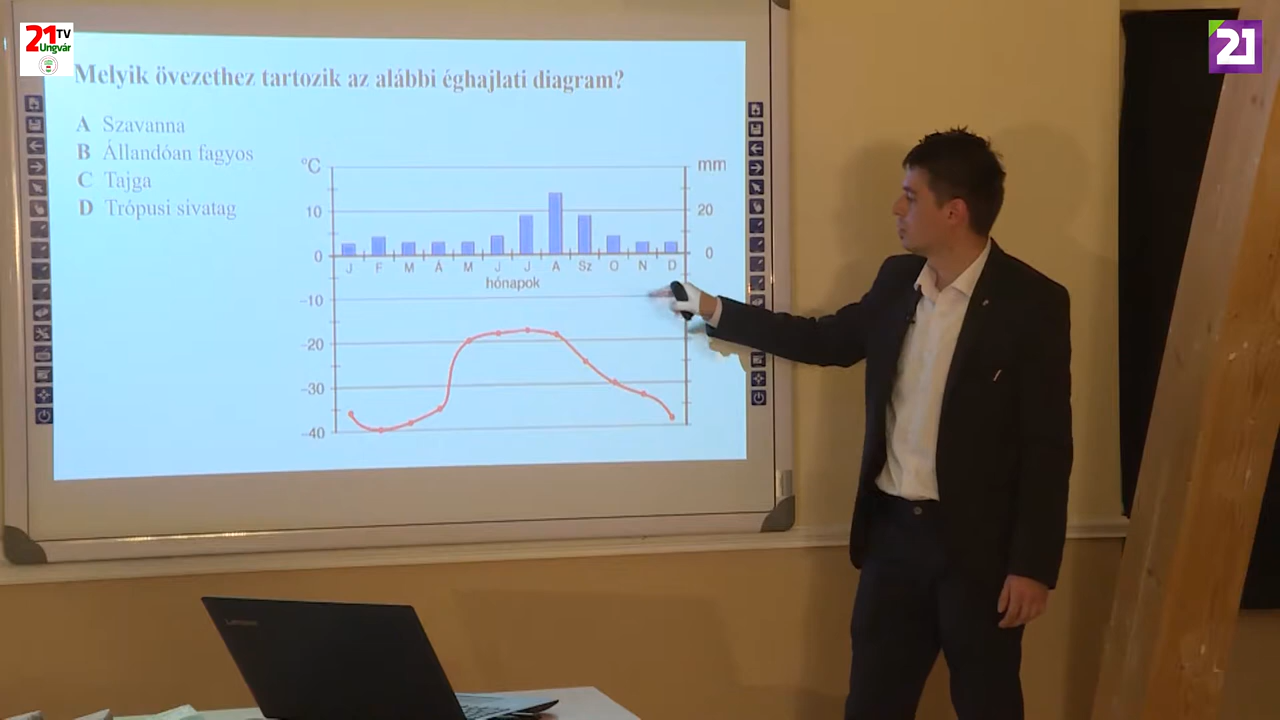 21 TV
Ungvár
21
Melyik övezethez tartozik az alábbi éghajlati diagram?
A Szavanna
B Állandóan fagyos
C Tajga
D Trópusi sivatag
°C
mm
10
20
0
0
J F M Á M J J A Sz O N D
hónapok
-10
-20
-30
-40
Lenovo